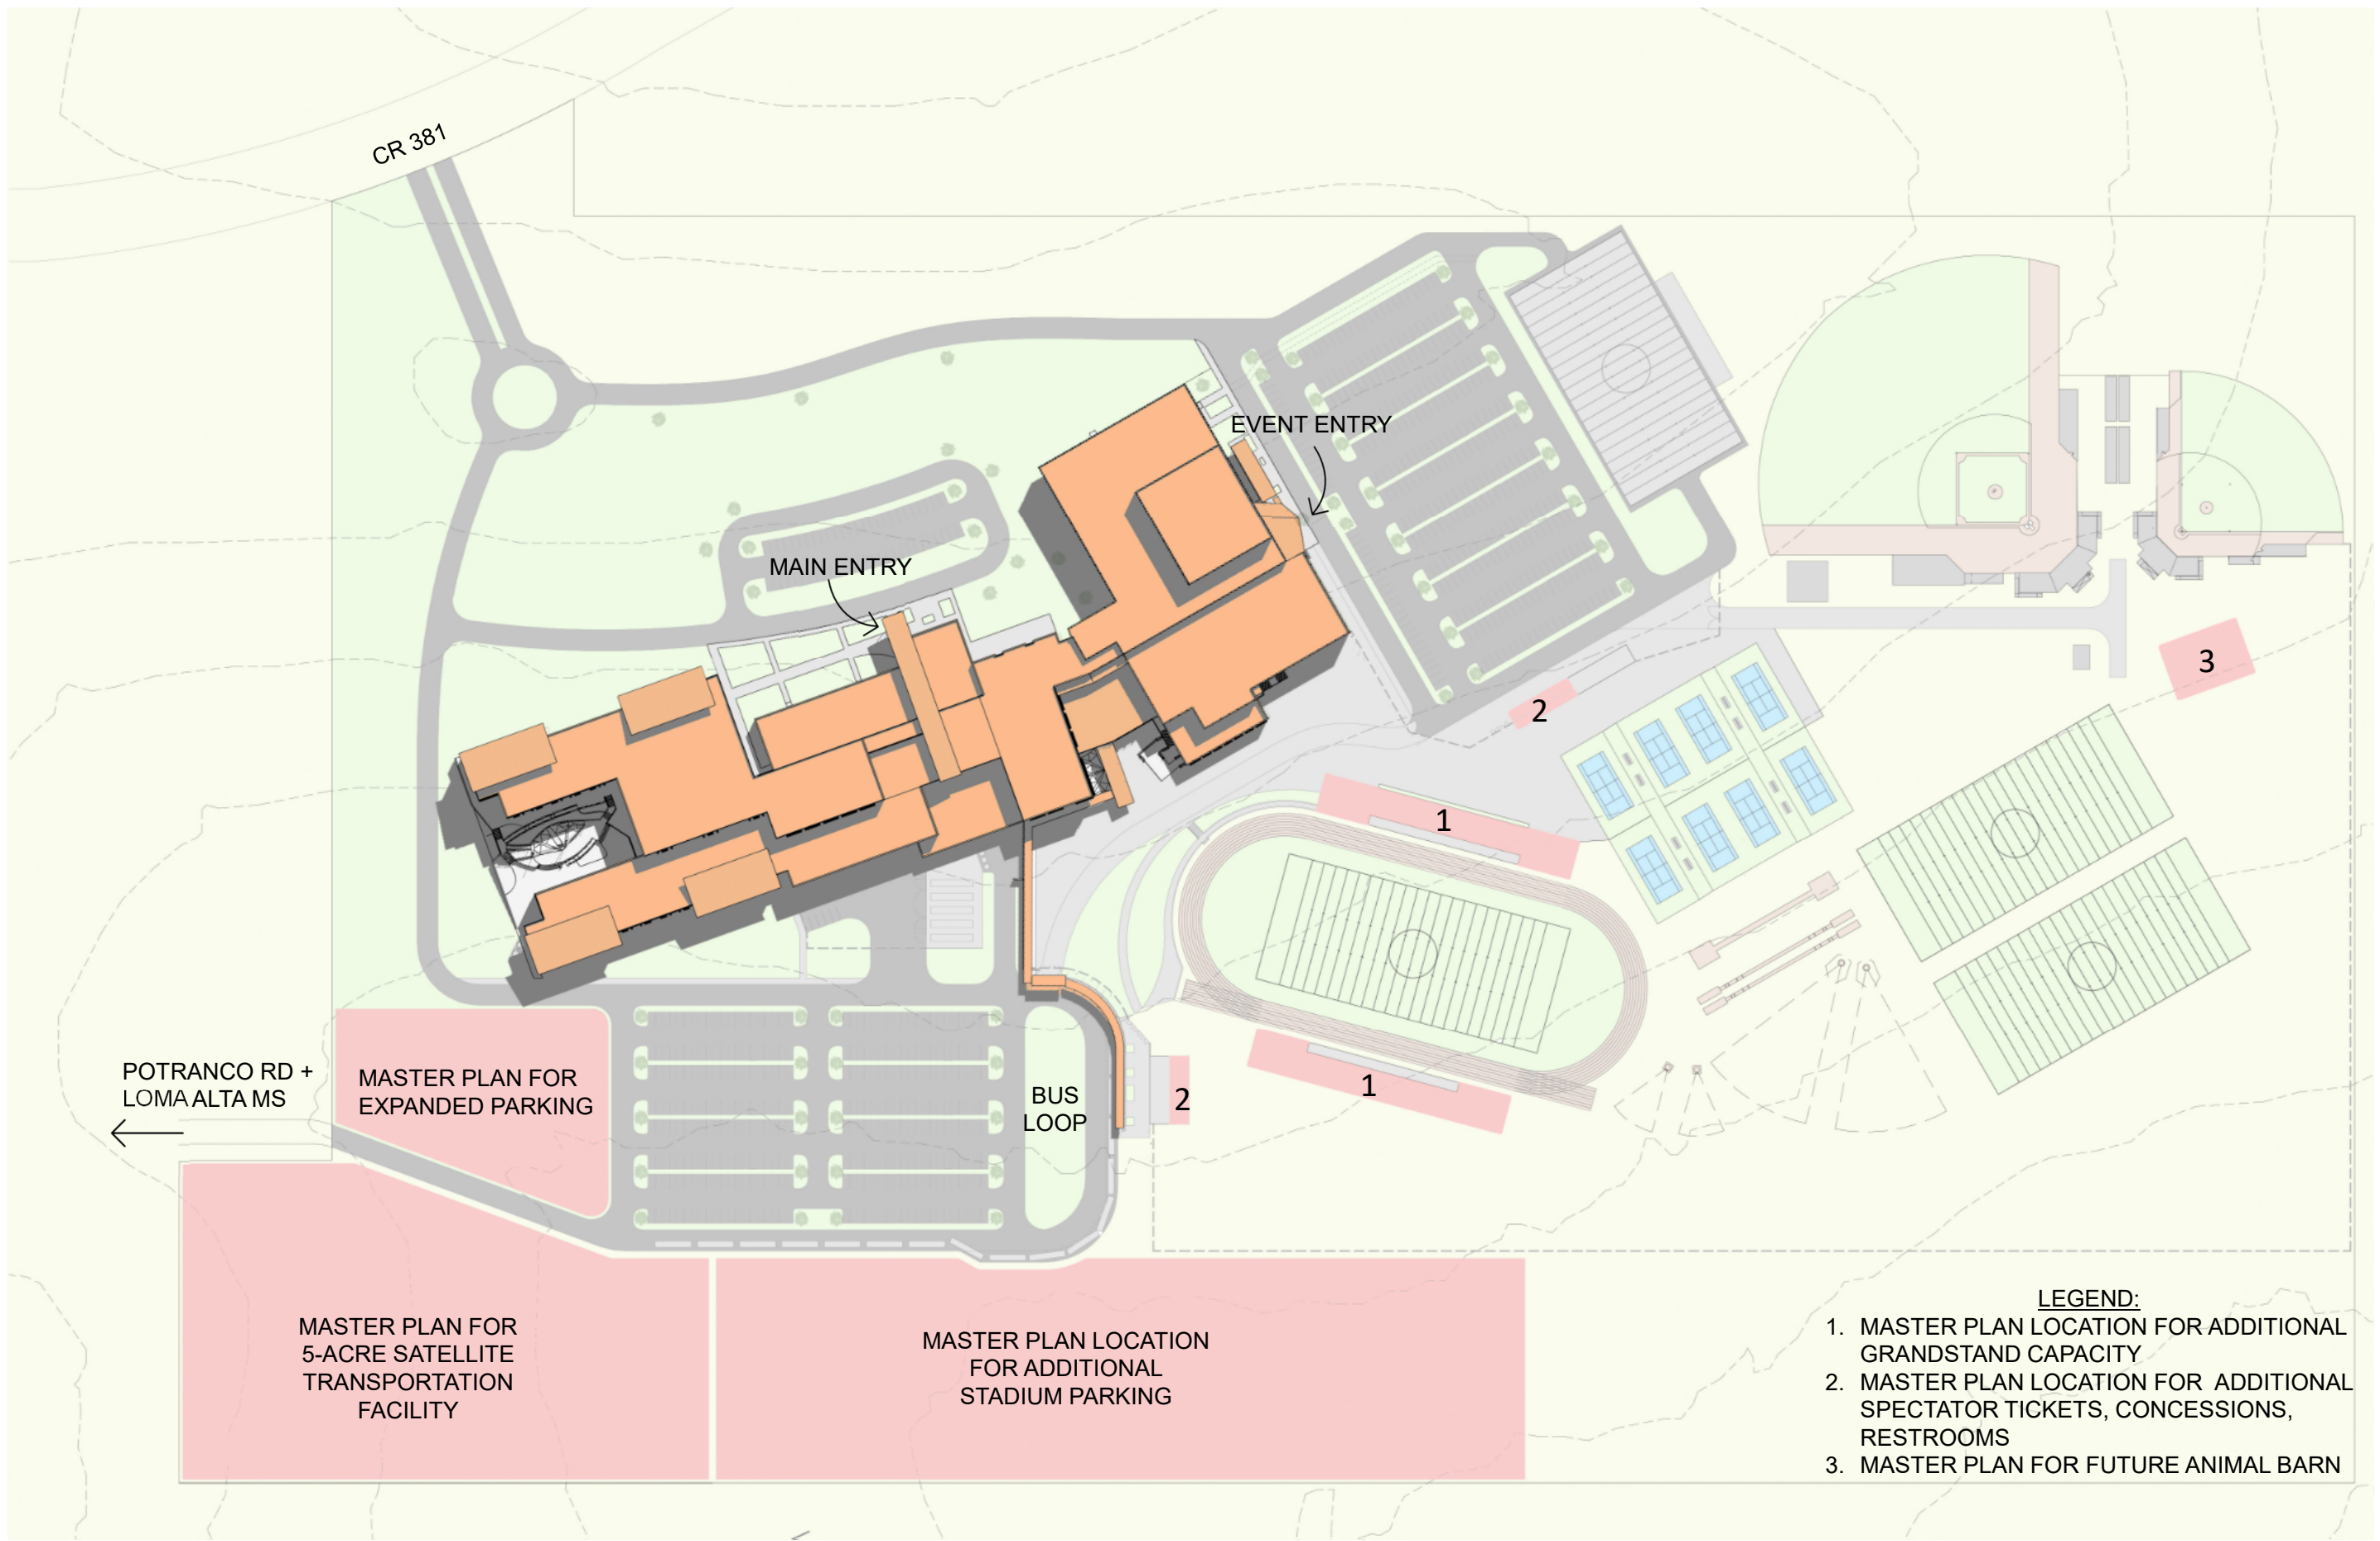 CR 381
EVENT ENTRY
MAIN ENTRY
3
2
1
POTRANCO RD +
LOMA ALTA MS
MASTER PLAN FOR
EXPANDED PARKING
BUS
LOOP
2
1
MASTER PLAN FOR
5-ACRE SATELLITE
TRANSPORTATION
FACILITY
MASTER PLAN LOCATION
FOR ADDITIONAL
STADIUM PARKING
LEGEND:
1. MASTER PLAN LOCATION FOR ADDITIONAL
GRANDSTAND CAPACITY
2. MASTER PLAN LOCATION FOR ADDITIONAL
SPECTATOR TICKETS, CONCESSIONS,
RESTROOMS
3. MASTER PLAN FOR FUTURE ANIMAL BARN